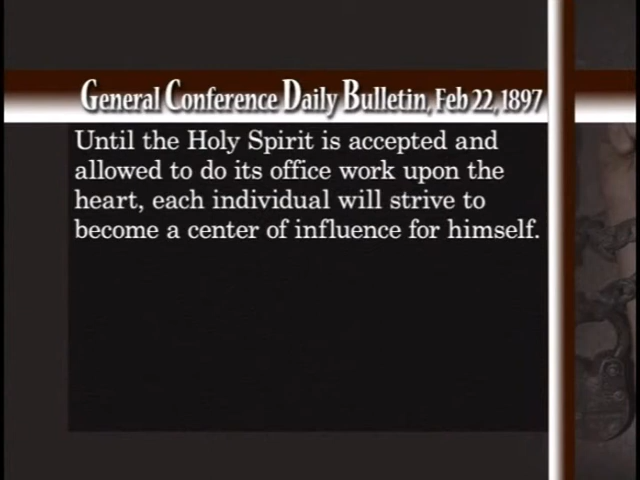 General Conference Daily Bulletin, Feb 22, 1897
Until the Holy Spirit is accepted and
allowed to do its office work upon the
heart, each individual will strive to
become a center of influence for himself.